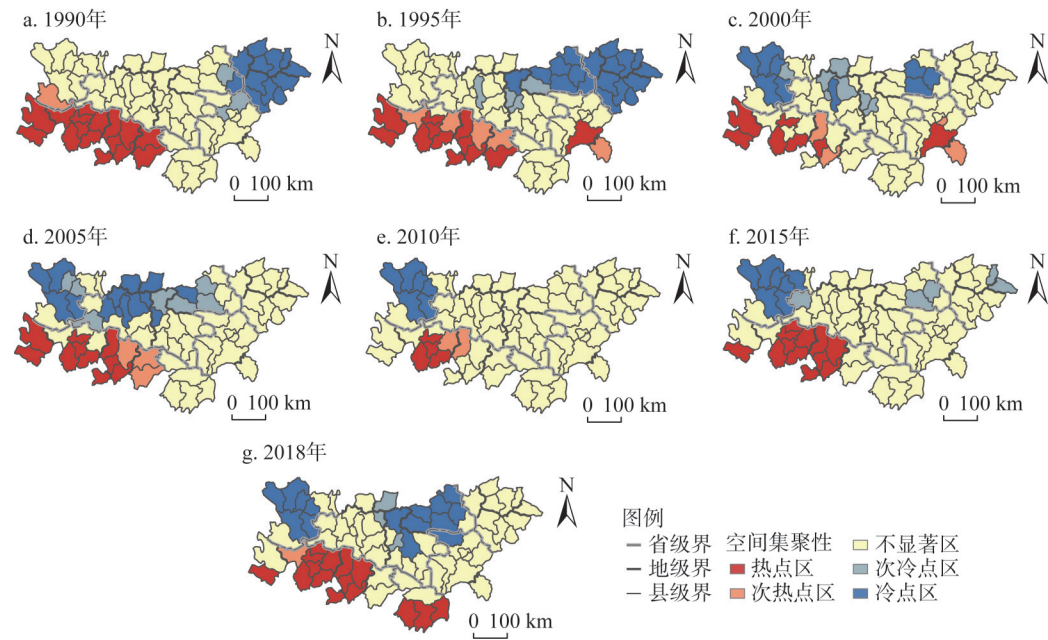 a. 1990年
N
0 100 km
b. 1995年
N
0 100 km
c. 2000年
N
0 100 km
d. 2005年
N
0 100 km
e. 2010年
N
0 100 km
f. 2015年
N
0 100 km
g. 2018年
N
0 100 km
图例
省级界 空间集聚性 不显著区
地级界 热点区 次冷点区
县级界 次热点区 冷点区